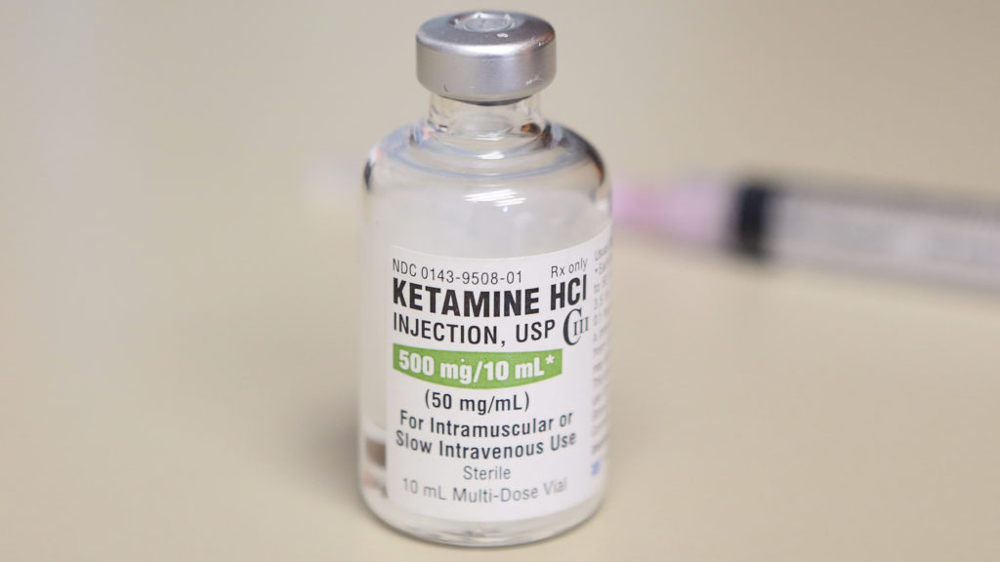 NDC 0143-9508-01 Rx only
KETAMINE HCl
INJECTION, USP CIII
500 mg/10 mL*
(50 mg/mL)
For Intramuscular or
Slow Intravenous Use
Sterile
10 mL Multi-Dose Vial